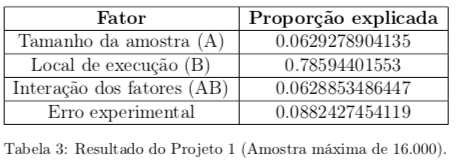 Fator Proporção explicada
Tamanho da amostra (A) 0.0629278904135
Local de execução (B) 0.78594401553
Interação dos fatores (AB) 0.0628853486447
Erro experimental 0.0882427454119
Tabela 3: Resultado do Projeto 1 (Amostra máxima de 16.000).